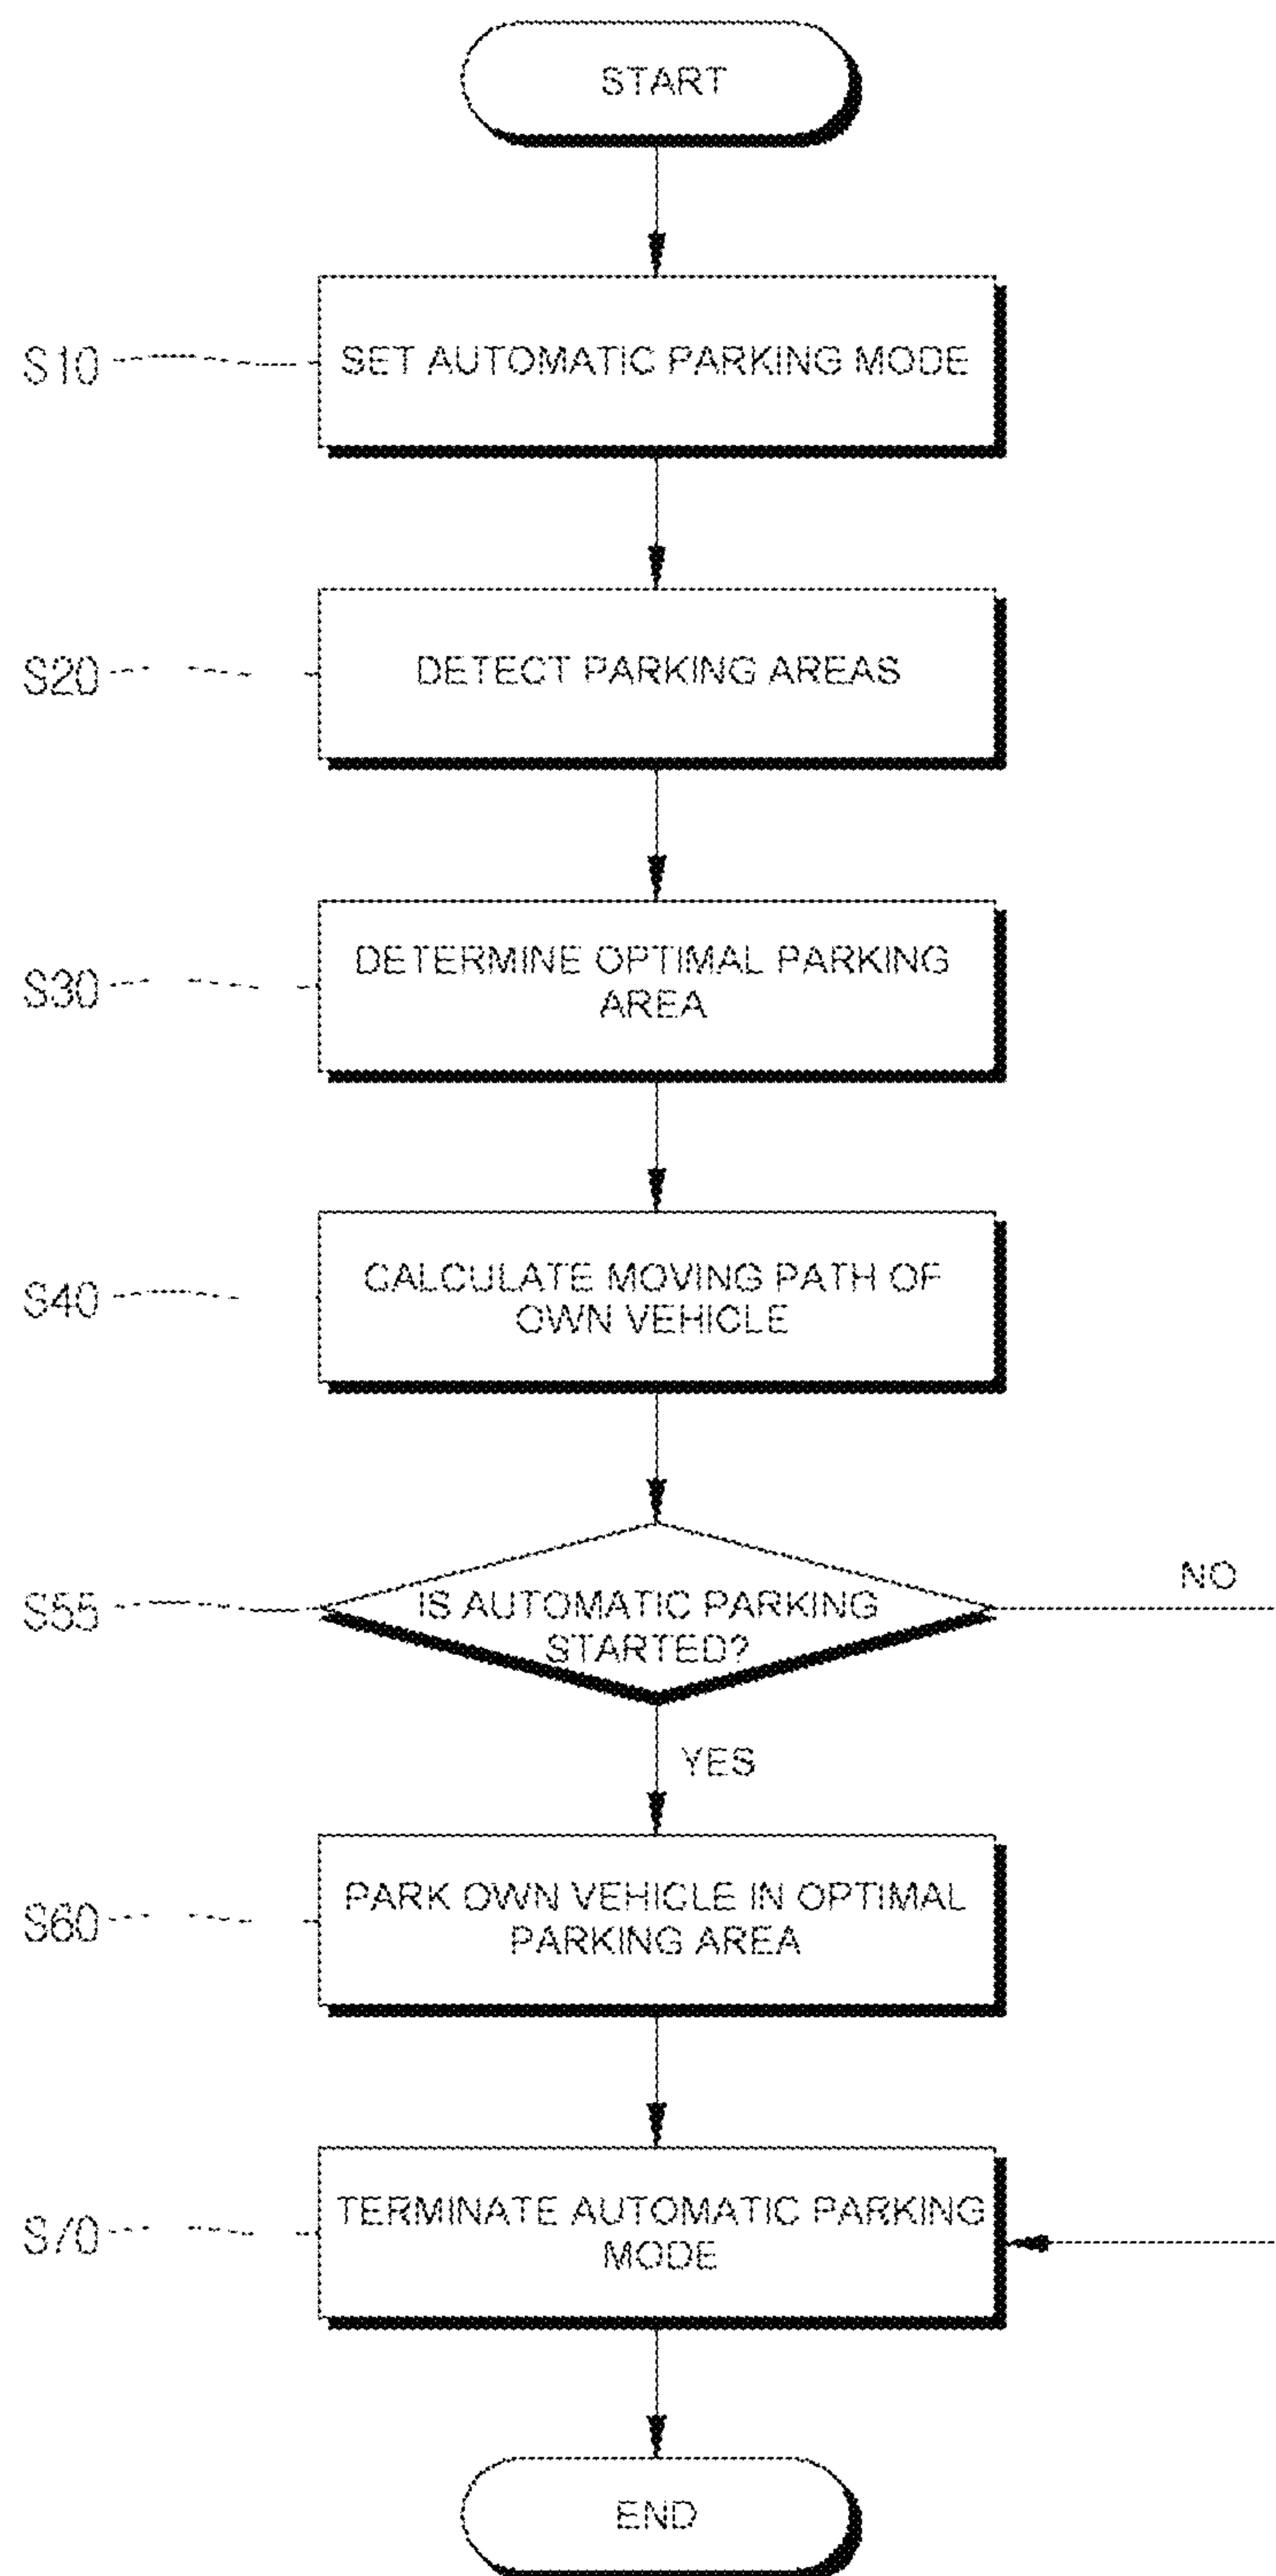 START
S10
SET AUTOMATIC PARKING MODE
S20
DETECT PARKING AREAS
S30
DETERMINE OPTIMAL PARKING
AREA
S40
CALCULATE MOVING PATH OF
OWN VEHICLE
S55
IS AUTOMATIC PARKING
STARTED?
NO
YES
S60
PARK OWN VEHICLE IN OPTIMAL
PARKING AREA
S70
TERMINATE AUTOMATIC PARKING
MODE
END